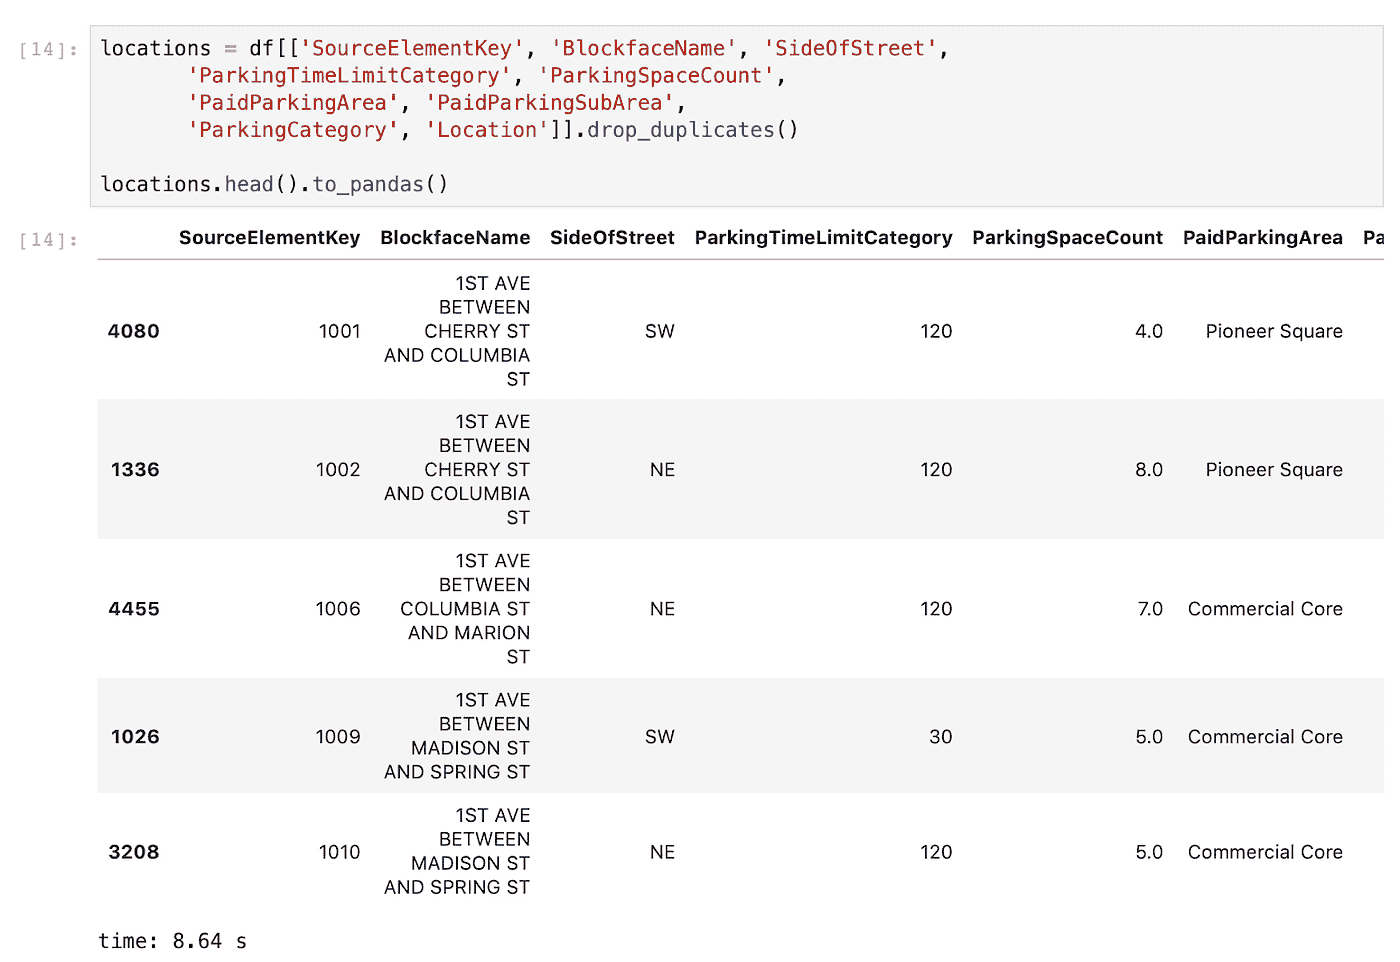 [14]: locations = df[['SourceElementKey', 'BlockfaceName', 'SideOfStreet',
'ParkingTimeLimitCategory', 'ParkingSpaceCount',
'PaidParkingArea', 'PaidParkingSubArea',
'ParkingCategory', 'Location']].drop_duplicates()
locations.head().to_pandas()
[14]: SourceElementKey BlockfaceName SideOfStreet ParkingTimeLimitCategory ParkingSpaceCount PaidParkingArea Pa
1ST AVE
BETWEEN
4080 1001 CHERRY ST SW 120 4.0 Pioneer Square
AND COLUMBIA
ST
1ST AVE
BETWEEN
1336 1002 CHERRY ST NE 120 8.0 Pioneer Square
AND COLUMBIA
ST
1ST AVE
BETWEEN
4455 1006 COLUMBIA ST NE 120 7.0 Commercial Core
AND MARION
ST
1ST AVE
BETWEEN
1026 1009 SW 30 5.0 Commercial Core
MADISON ST
AND SPRING ST
1ST AVE
BETWEEN
3208 1010 NE 120 5.0 Commercial Core
MADISON ST
AND SPRING ST
time: 8.64 s